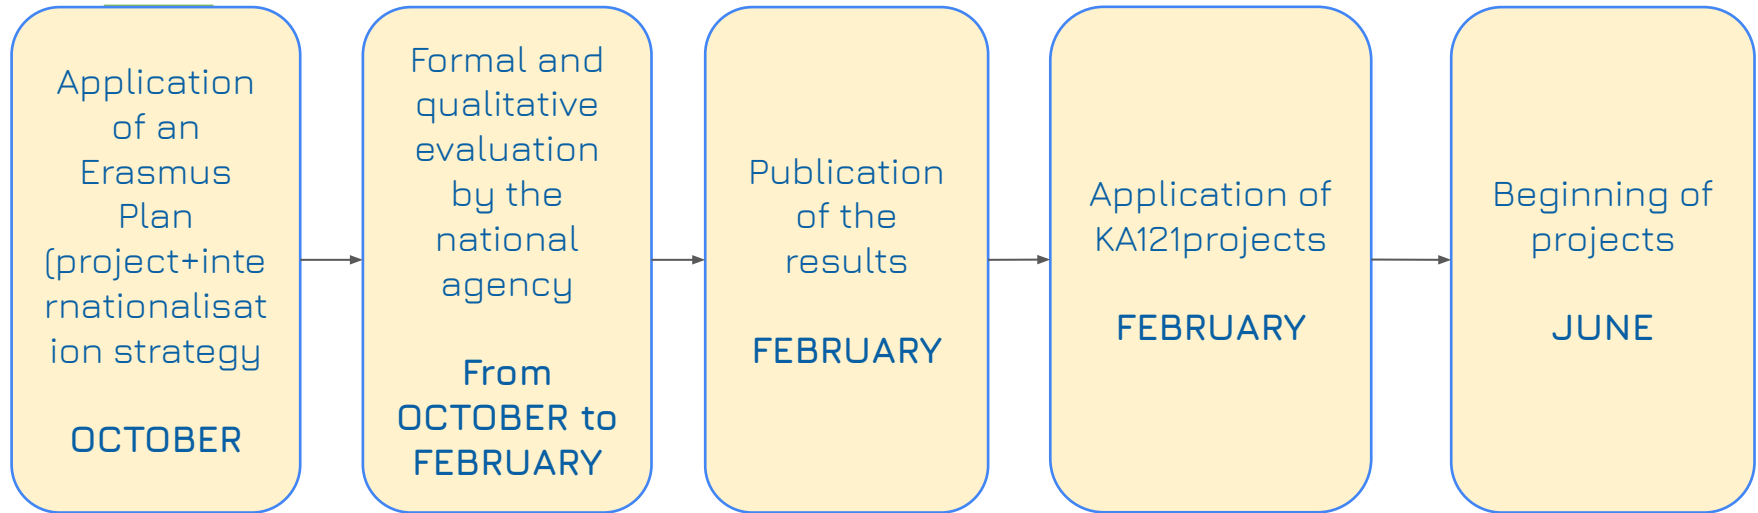 Application
of an
Erasmus
Plan
(project+inte
rnationalisat
ion strategy
OCTOBER
Formal and
qualitative
evaluation
by the
national
agency
From
OCTOBER to
FEBRUARY
Publication
of the
results
FEBRUARY
Application of
KA121projects
FEBRUARY
Beginning of
projects
JUNE